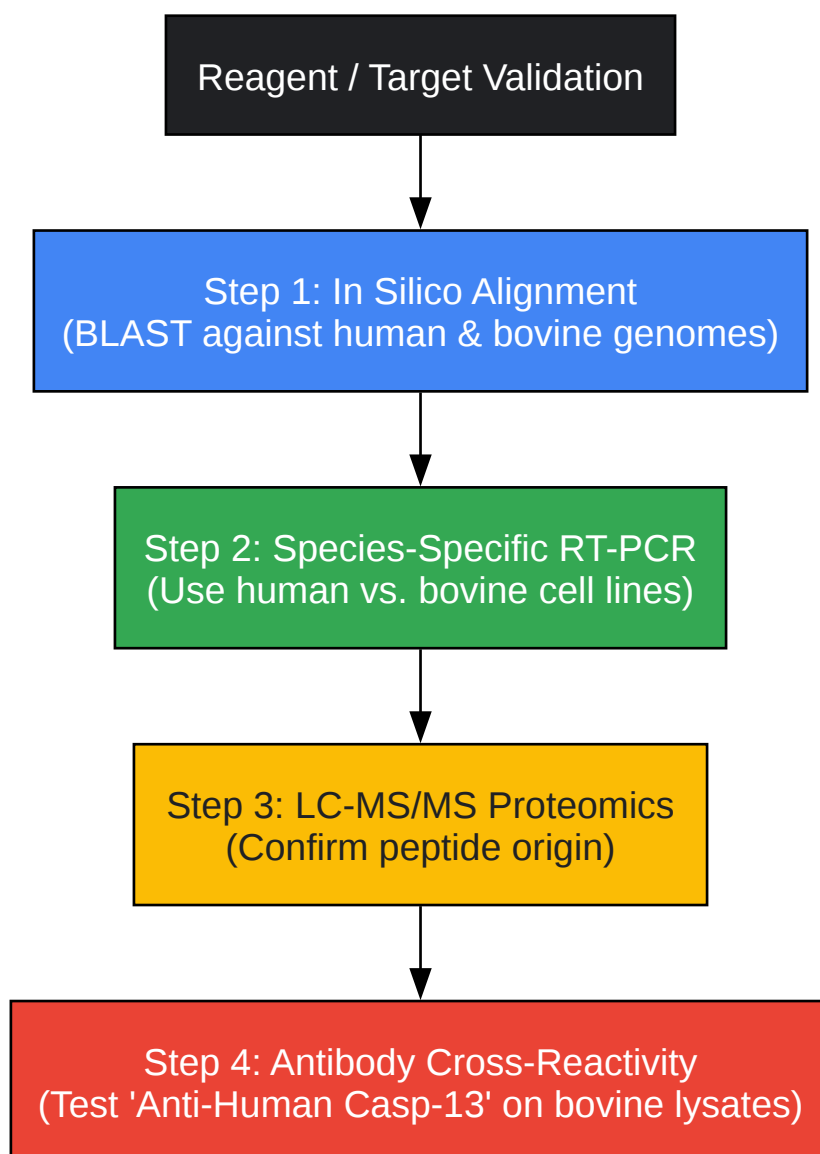 Reagent / Target Validation
Step 1: In Silico Alignment
(BLAST against human & bovine genomes)
Step 2: Species-Specific RT-PCR
(Use human vs. bovine cell lines)
Step 3: LC-MS/MS Proteomics
(Confirm peptide origin)
Step 4: Antibody Cross-Reactivity
(Test 'Anti-Human Casp-13' on bovine lysates)